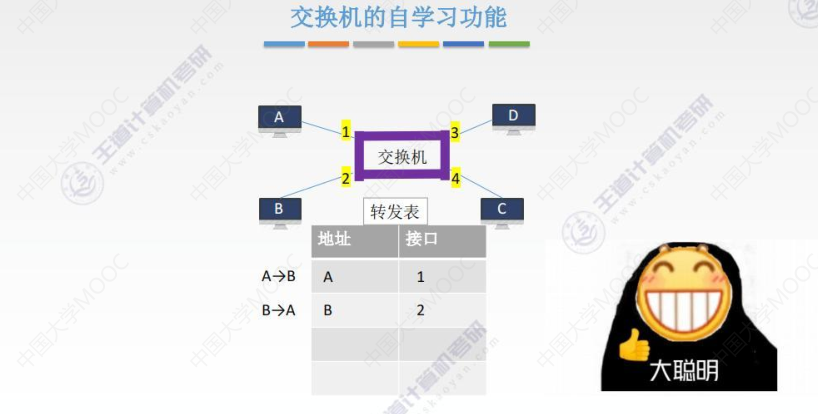 交换机的自学习功能
A
D
1
3
交换机
2
4
B
C
转发表
地址 接口
A→B A 1
B→A B 2
大聪明
中国大学MOOC
王道计算机考研
www.cskaoyan.com